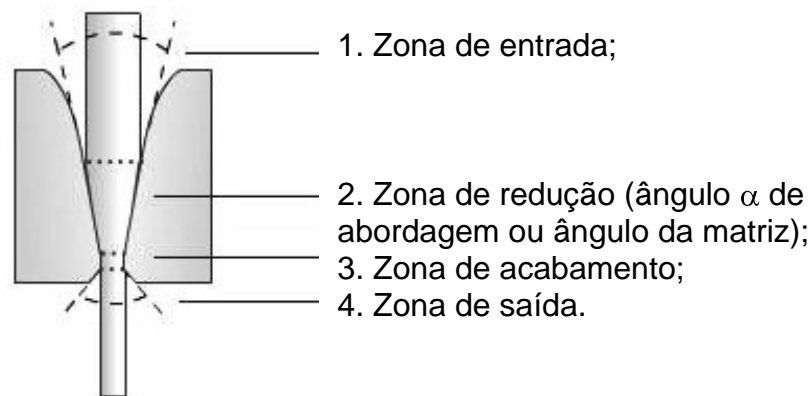 1. Zona de entrada;
2. Zona de redução (ângulo α de
abordagem ou ângulo da matriz);
3. Zona de acabamento;
4. Zona de saída.